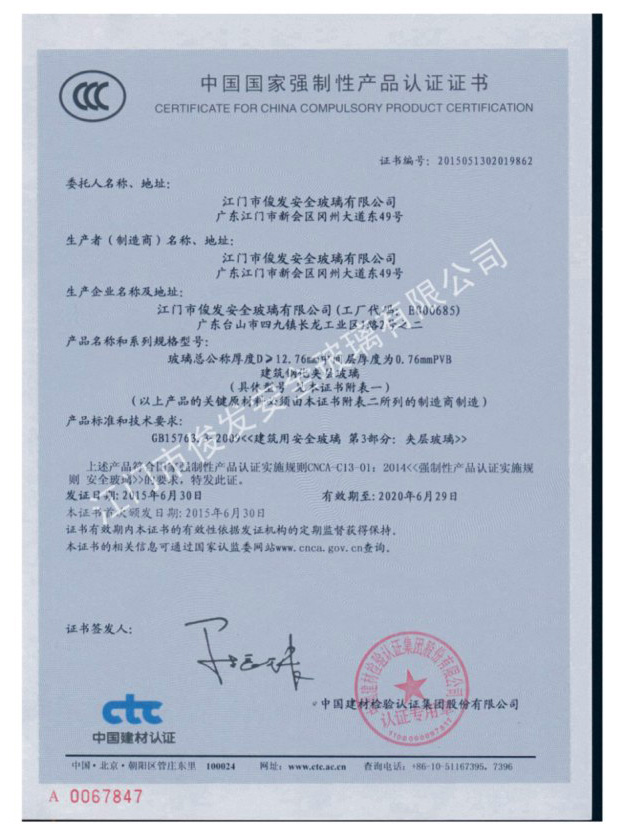 中国国家强制性产品认证证书
CERTIFICATE FOR CHINA COMPULSORY PRODUCT CERTIFICATION
证书编号：2015051302019862
委托人名称、地址：
江门市俊发安全玻璃有限公司
广东江门市新会区冈州大道东49号
生产者（制造商）名称、地址：
江门市俊发安全玻璃有限公司
广东江门市新会区冈州大道东49号
生产企业名称及地址：
江门市俊发安全玻璃有限公司(工厂代码：E000685)
广东台山市四九镇长龙工业区 之二
产品名称和系列规格型号：
玻璃总公称厚度D≥12.76mm 层厚度为0.76mmPVB
建筑钢化夹层玻璃
(具体型号 见本证书附表一)
(以上产品的关键原材料必须由本证书附表二所列的制造商制造)
产品标准和技术要求：
GB15763.3-2009<<建筑用安全玻璃 第3部分：夹层玻璃>>
上述产品符合国家强制性产品认证实施规则CNCA-C13-01：2014<<强制性产品认证实施规
则 安全玻璃>>的要求，特发此证。
发证日期：2015年6月30日 有效期至：2020年6月29日
本证书首次颁发日期：2015年6月30日
证书有效期内本证书的有效性依据发证机构的定期监督获得保持。
本证书的相关信息可通过国家认监委网站www.cnca.gov.cn查询。
证书签发人：
中国建材检验认证集团股份有限公司
认证专用章
ctc
中国建材认证
中国·北京·朝阳区管庄东里 100024 网址：www.ctc.ac.cn 查询电话：+86-10-51167395，7396
A 0067847
江门市俊发安全玻璃有限公司